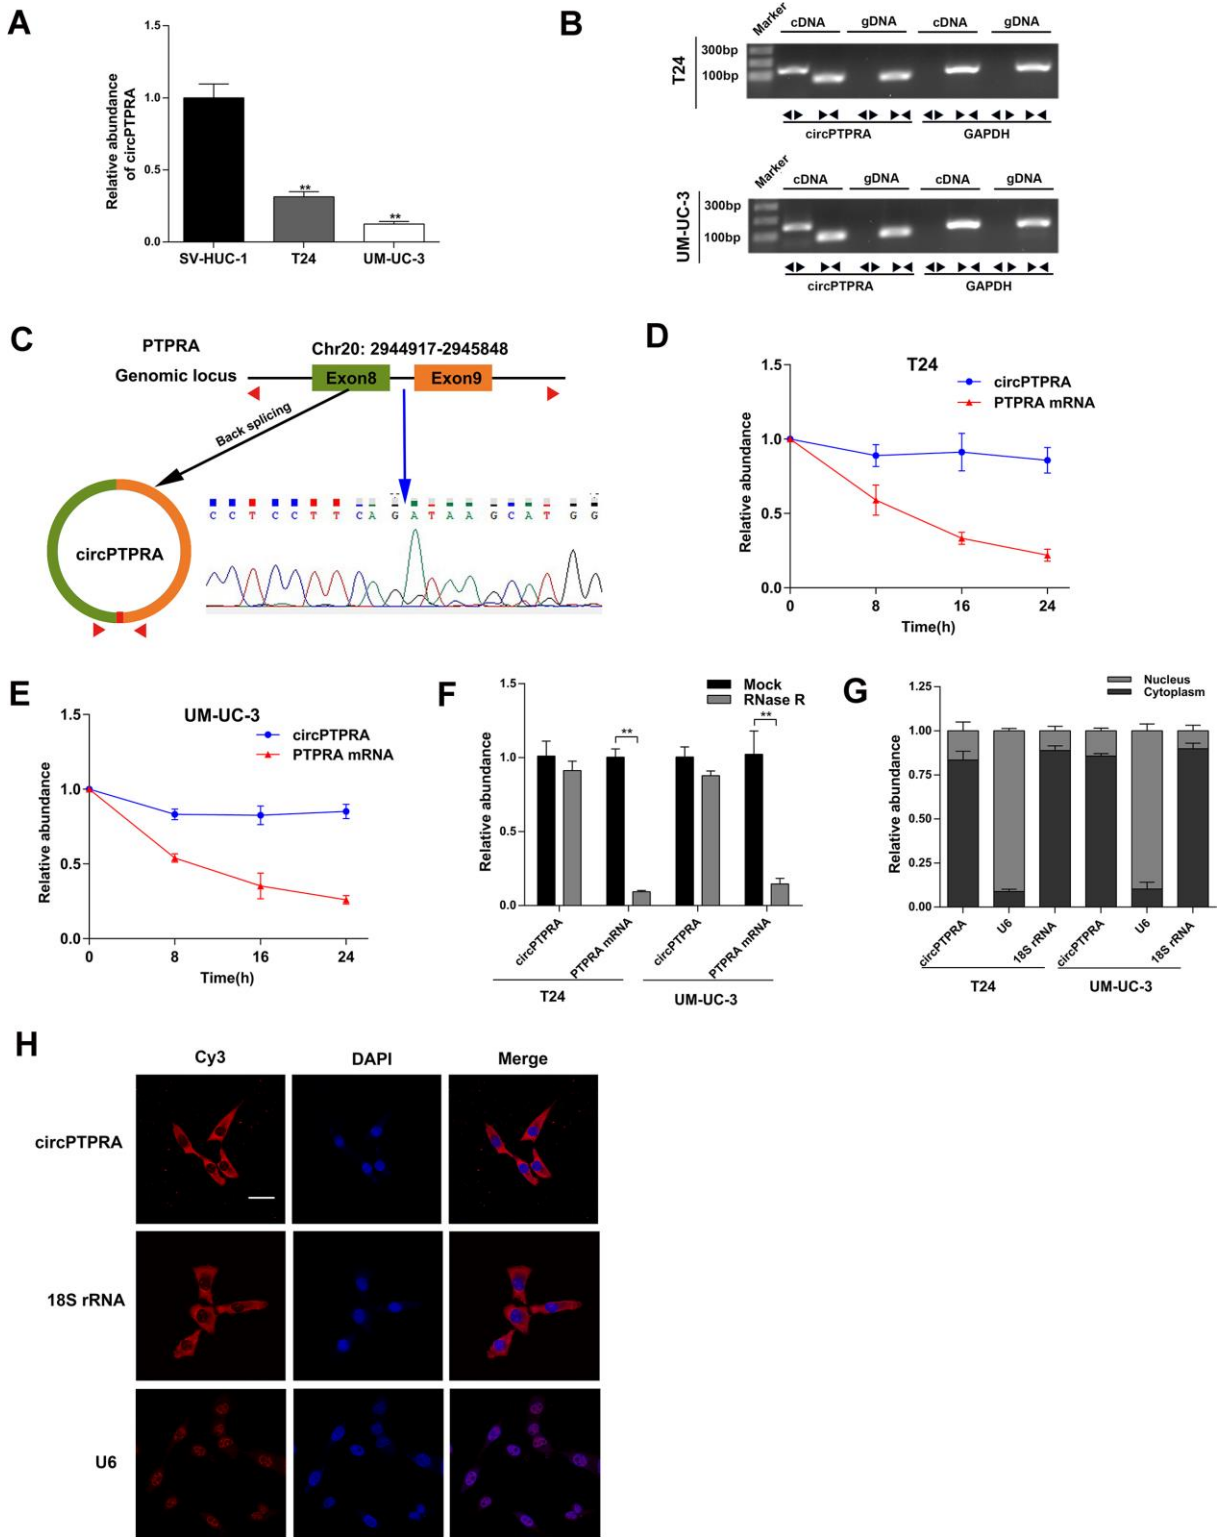 A
Relative abundance
of circPTPRA
1.5
1.0
0.5
0.0
**
**
SV-HUC-1 T24 UM-UC-3
B
T24
Marker
cDNA gDNA cDNA gDNA
300bp
100bp
circPTPRA GAPDH
UM-UC-3
Marker
cDNA gDNA cDNA gDNA
300bp
100bp
circPTPRA GAPDH
C
PTPRA
Genomic locus
Chr20: 2944917-2945848
Exon8 Exon9
Back splicing
circPTPRA
C C T C C T T C A G A T A A G C A T G G
D
T24
circPTPRA
PTPRA mRNA
Relative abundance
1.5
1.0
0.5
0.0
0 8 16 24
Time(h)
E
UM-UC-3
circPTPRA
PTPRA mRNA
Relative abundance
1.5
1.0
0.5
0.0
0 8 16 24
Time(h)
F
Mock
RNase R
Relative abundance
1.5
1.0
0.5
0.0
**
**
circPTPRA PTPRA mRNA circPTPRA PTPRA mRNA
T24 UM-UC-3
G
Nucleus
Cytoplasm
Relative abundance
1.25
1.00
0.75
0.50
0.25
0.00
circPTPRA U6 18S rRNA circPTPRA U6 18S rRNA
T24 UM-UC-3
H
Cy3 DAPI Merge
circPTPRA
18S rRNA
U6